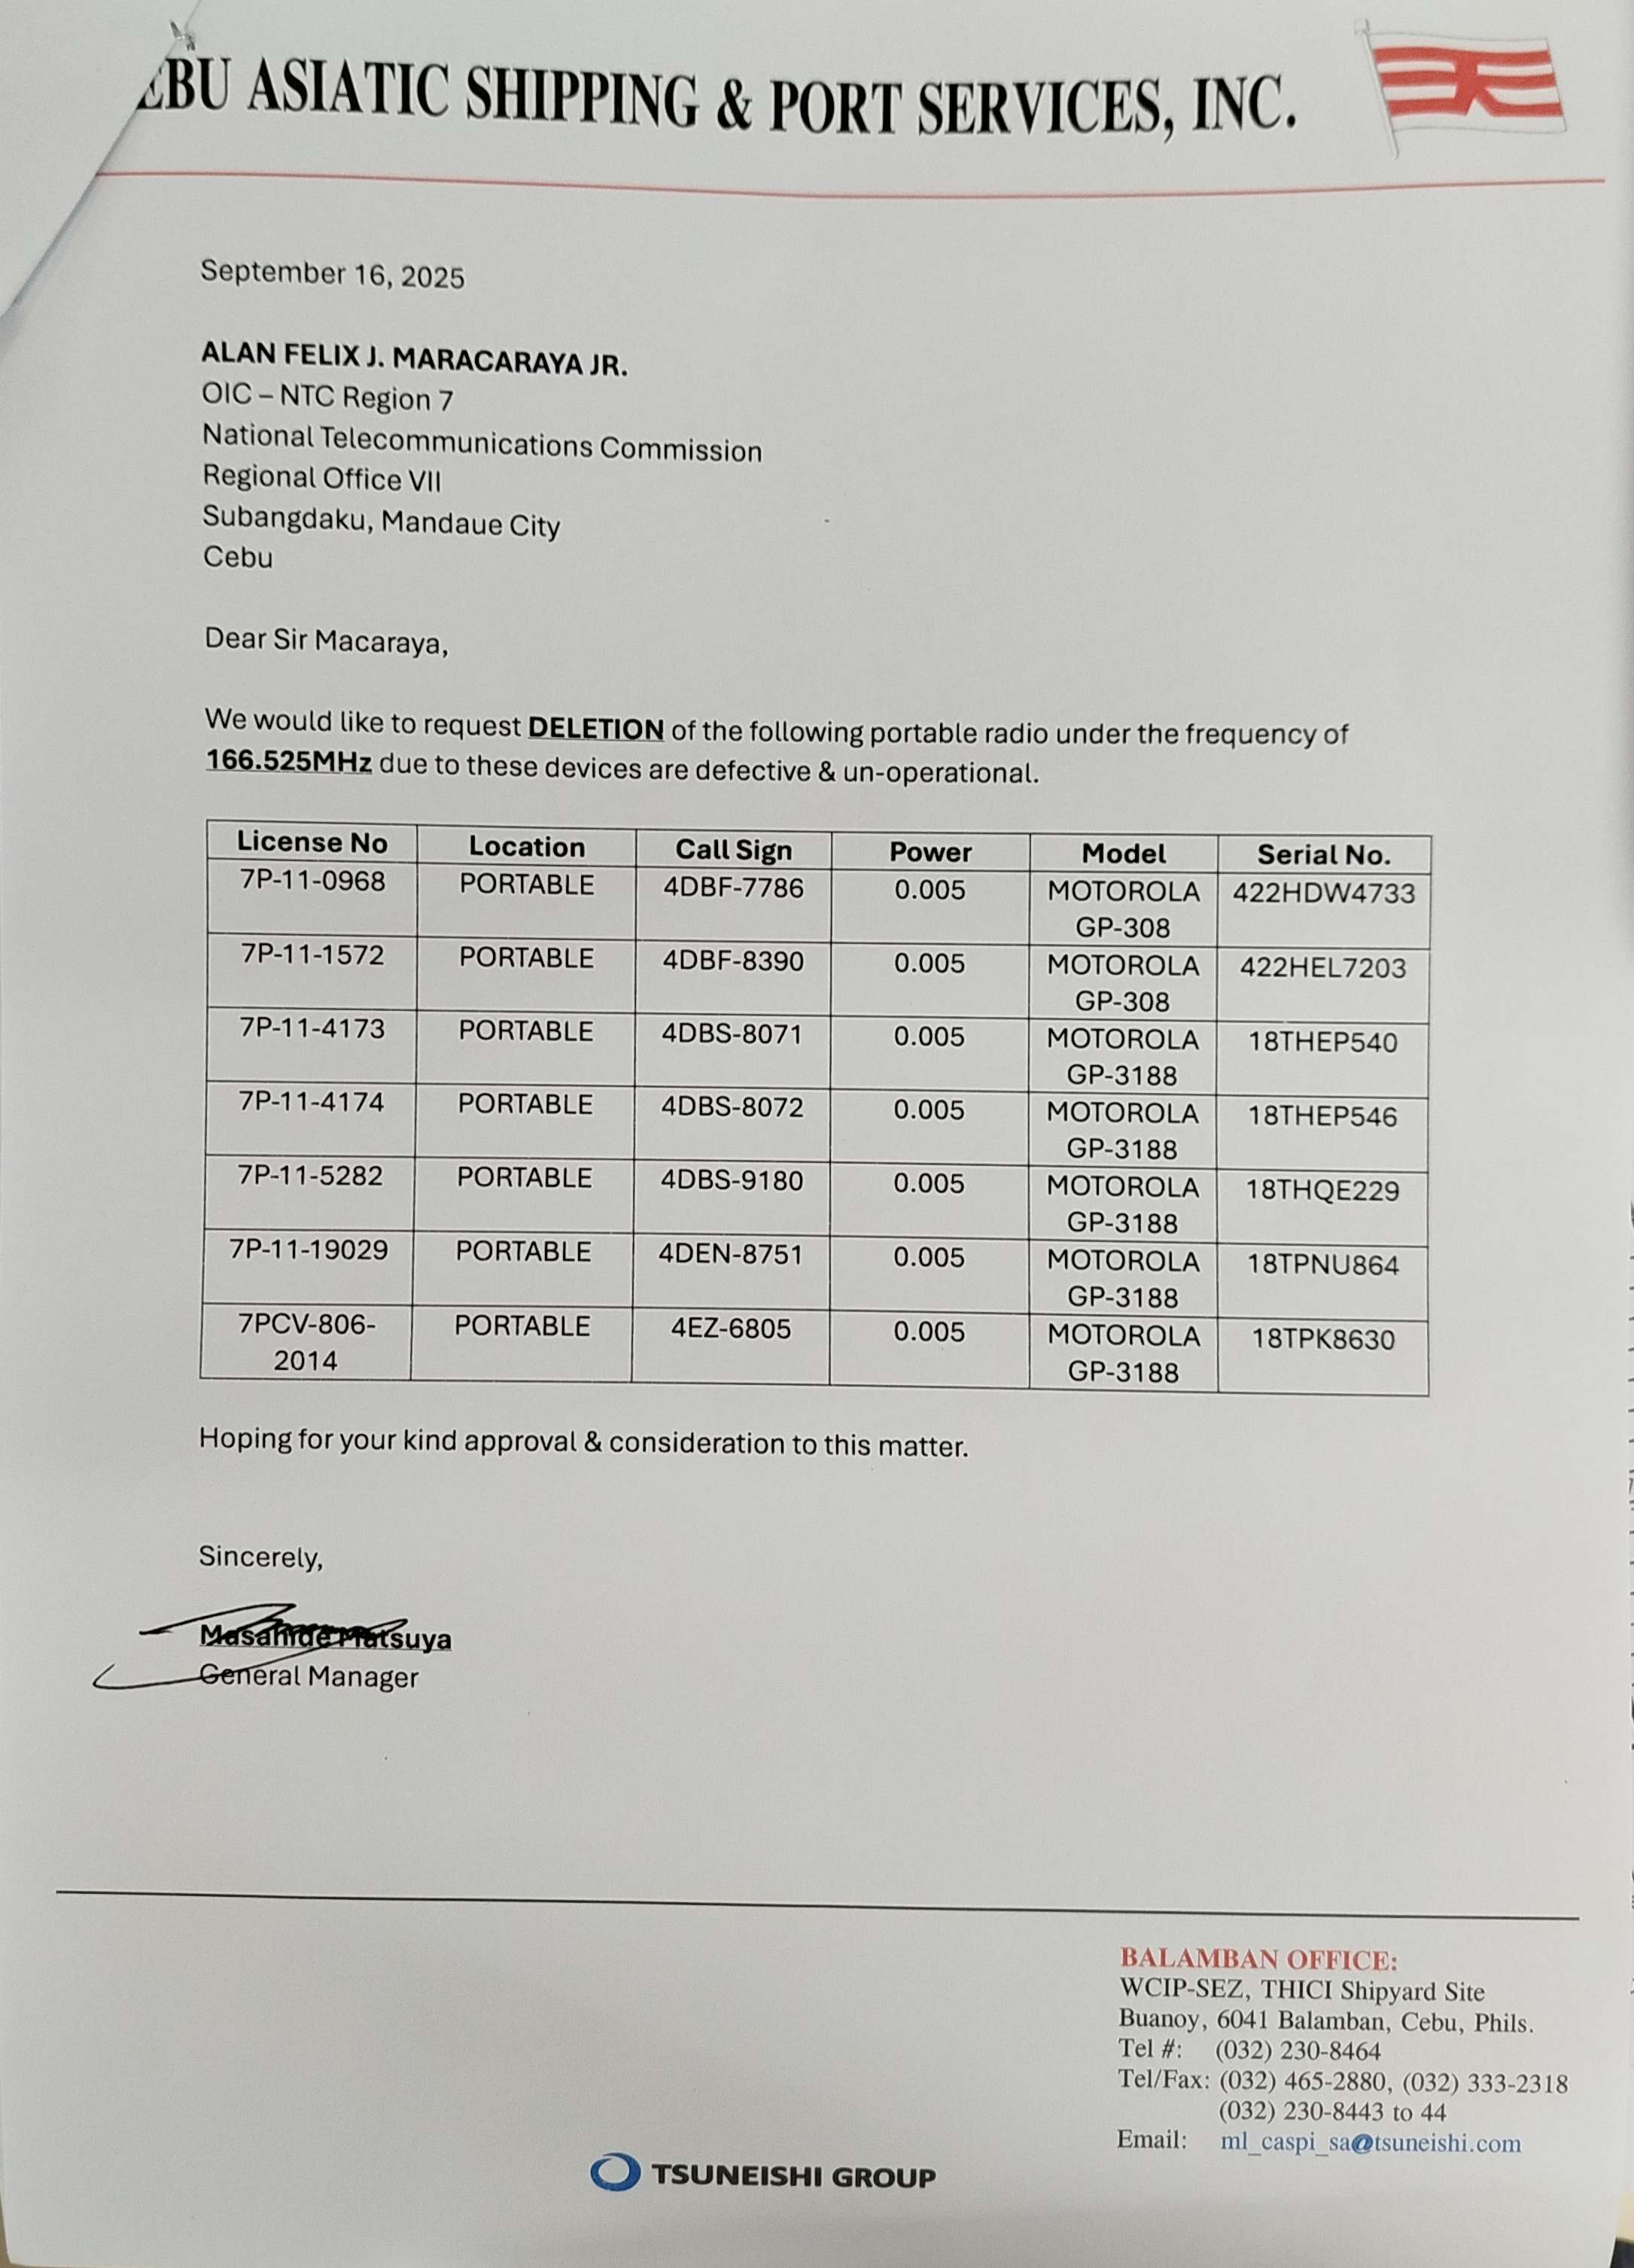 EBU ASIATIC SHIPPING & PORT SERVICES, INC.
September 16, 2025
ALAN FELIX J. MARACARAYA JR.
OIC – NTC Region 7
National Telecommunications Commission
Regional Office VII
Subangdaku, Mandaue City
Cebu
Dear Sir Macaraya,
We would like to request DELETION of the following portable radio under the frequency of
166.525MHz due to these devices are defective & un-operational.
License No Location Call Sign Power Model Serial No.
7P-11-0968 PORTABLE 4DBF-7786 0.005 MOTOROLA 422HDW4733
GP-308
7P-11-1572 PORTABLE 4DBF-8390 0.005 MOTOROLA 422HEL7203
GP-308
7P-11-4173 PORTABLE 4DBS-8071 0.005 MOTOROLA 18THEP540
GP-3188
7P-11-4174 PORTABLE 4DBS-8072 0.005 MOTOROLA 18THEP546
GP-3188
7P-11-5282 PORTABLE 4DBS-9180 0.005 MOTOROLA 18THQE229
GP-3188
7P-11-19029 PORTABLE 4DEN-8751 0.005 MOTOROLA 18TPNU864
GP-3188
7PCV-806- PORTABLE 4EZ-6805 0.005 MOTOROLA 18TPK8630
2014 GP-3188
Hoping for your kind approval & consideration to this matter.
Sincerely,
Masahide Matsuya
General Manager
BALAMBAN OFFICE:
WCIP-SEZ, THICI Shipyard Site
Buanoy, 6041 Balamban, Cebu, Phils.
Tel #: (032) 230-8464
Tel/Fax: (032) 465-2880, (032) 333-2318
(032) 230-8443 to 44
Email: ml_caspi_sa@tsuneishi.com
TSUNEISHI GROUP